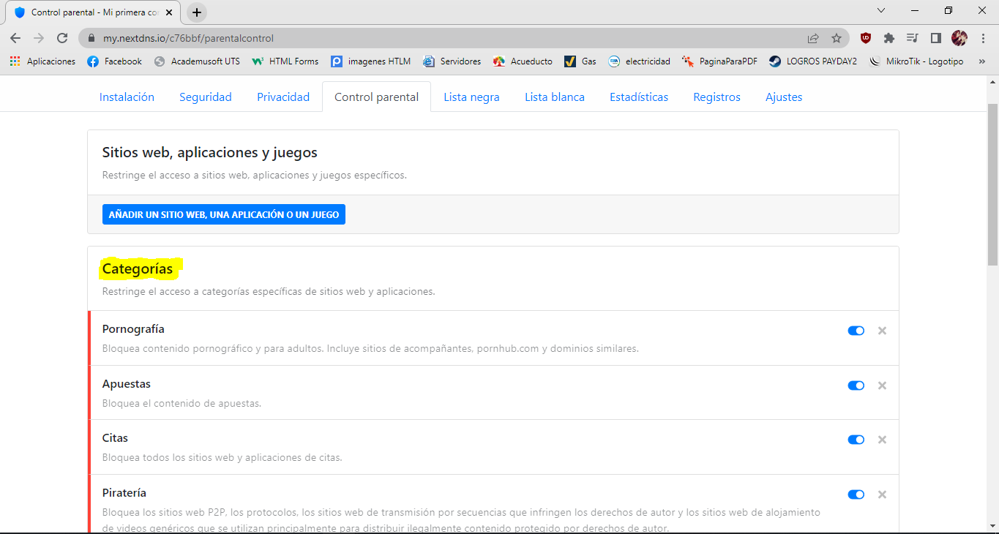 Control parental - Mi primera co
my.nextdns.io/c76bbf/parentalcontrol
Aplicaciones
Facebook
Academusoft UTS
HTML Forms
imagenes HTLM
Servidores
Acueducto
Gas
electricidad
PaginaParaPDF
LOGROS PAYDAY2
MikroTik - Logotipo
»
Instalación
Seguridad
Privacidad
Control parental
Lista negra
Lista blanca
Estadísticas
Registros
Ajustes
Sitios web, aplicaciones y juegos
Restringe el acceso a sitios web, aplicaciones y juegos específicos.
AÑADIR UN SITIO WEB, UNA APLICACIÓN O UN JUEGO
Categorías
Restringe el acceso a categorías específicas de sitios web y aplicaciones.
Pornografía
Bloquea contenido pornográfico y para adultos. Incluye sitios de acompañantes, pornhub.com y dominios similares.
Apuestas
Bloquea el contenido de apuestas.
Citas
Bloquea todos los sitios web y aplicaciones de citas.
Piratería
Bloquea los sitios web P2P, los protocolos, los sitios web de transmisión por secuencias que infringen los derechos de autor y los sitios web de alojamiento
de videos genéricos que se utilizan principalmente para distribuir ilegalmente contenido protegido por derechos de autor.